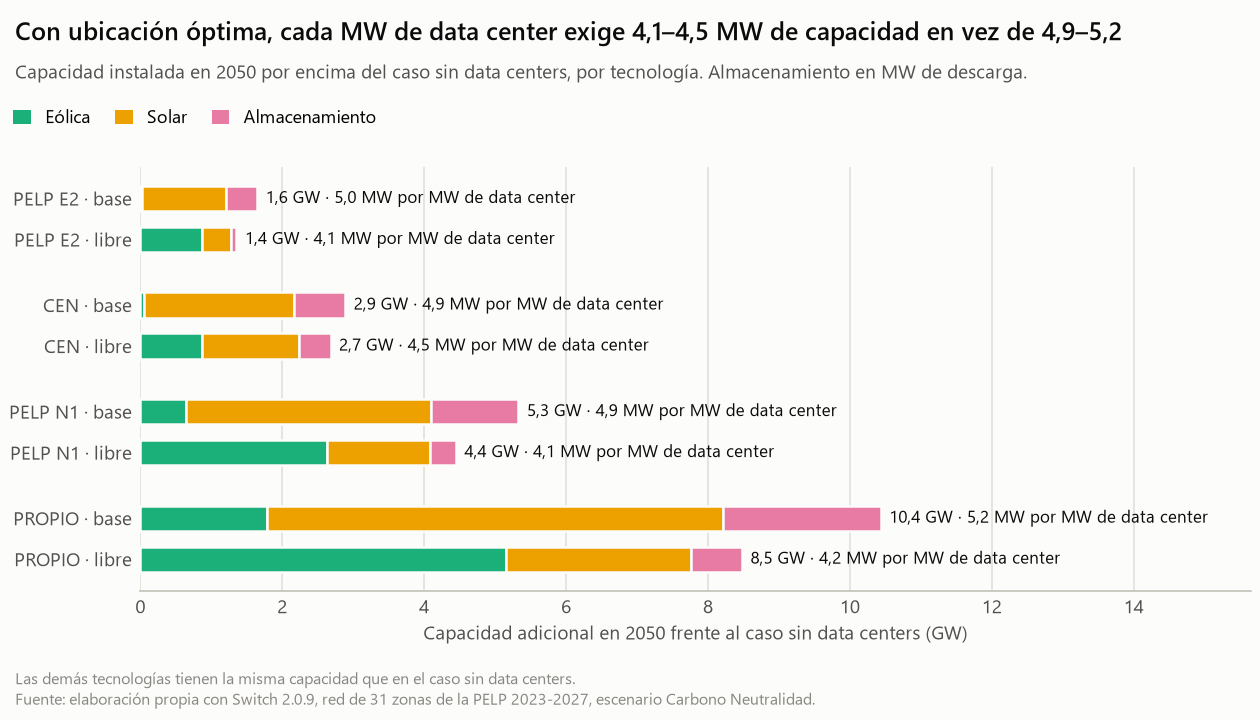 Con ubicación óptima, cada MW de data center exige 4,1–4,5 MW de capacidad en vez de 4,9–5,2
Capacidad instalada en 2050 por encima del caso sin data centers, por tecnología. Almacenamiento en MW de descarga.
Eólica Solar Almacenamiento
PELP E2 · base 1,6 GW · 5,0 MW por MW de data center
PELP E2 · libre 1,4 GW · 4,1 MW por MW de data center
CEN · base 2,9 GW · 4,9 MW por MW de data center
CEN · libre 2,7 GW · 4,5 MW por MW de data center
PELP N1 · base 5,3 GW · 4,9 MW por MW de data center
PELP N1 · libre 4,4 GW · 4,1 MW por MW de data center
PROPIO · base 10,4 GW · 5,2 MW por MW de data center
PROPIO · libre 8,5 GW · 4,2 MW por MW de data center
0 2 4 6 8 10 12 14
Capacidad adicional en 2050 frente al caso sin data centers (GW)
Las demás tecnologías tienen la misma capacidad que en el caso sin data centers.
Fuente: elaboración propia con Switch 2.0.9, red de 31 zonas de la PELP 2023-2027, escenario Carbono Neutralidad.